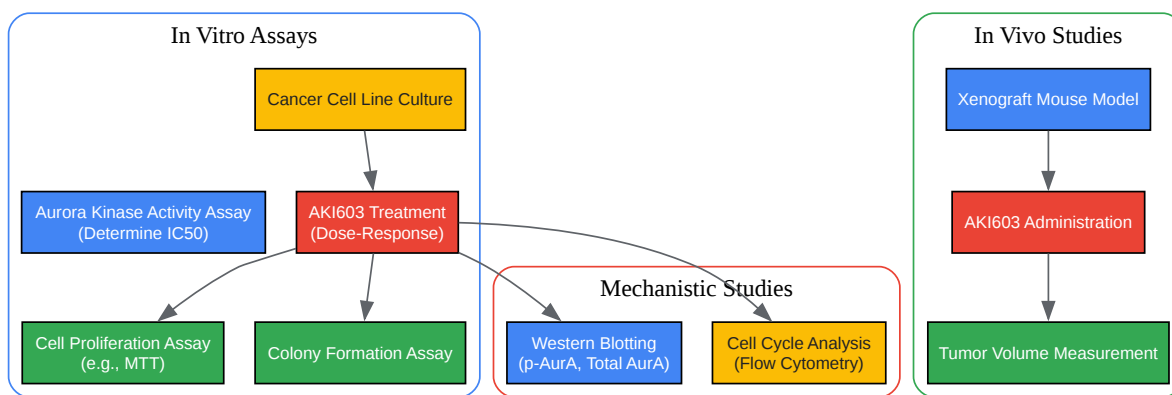 In Vitro Assays
Cancer Cell Line Culture
Aurora Kinase Activity Assay
(Determine IC50)
AKI603 Treatment
(Dose-Response)
Cell Proliferation Assay
(e.g., MTT)
Colony Formation Assay
Mechanistic Studies
Western Blotting
(p-AurA, Total AurA)
Cell Cycle Analysis
(Flow Cytometry)
In Vivo Studies
Xenograft Mouse Model
AKI603 Administration
Tumor Volume Measurement